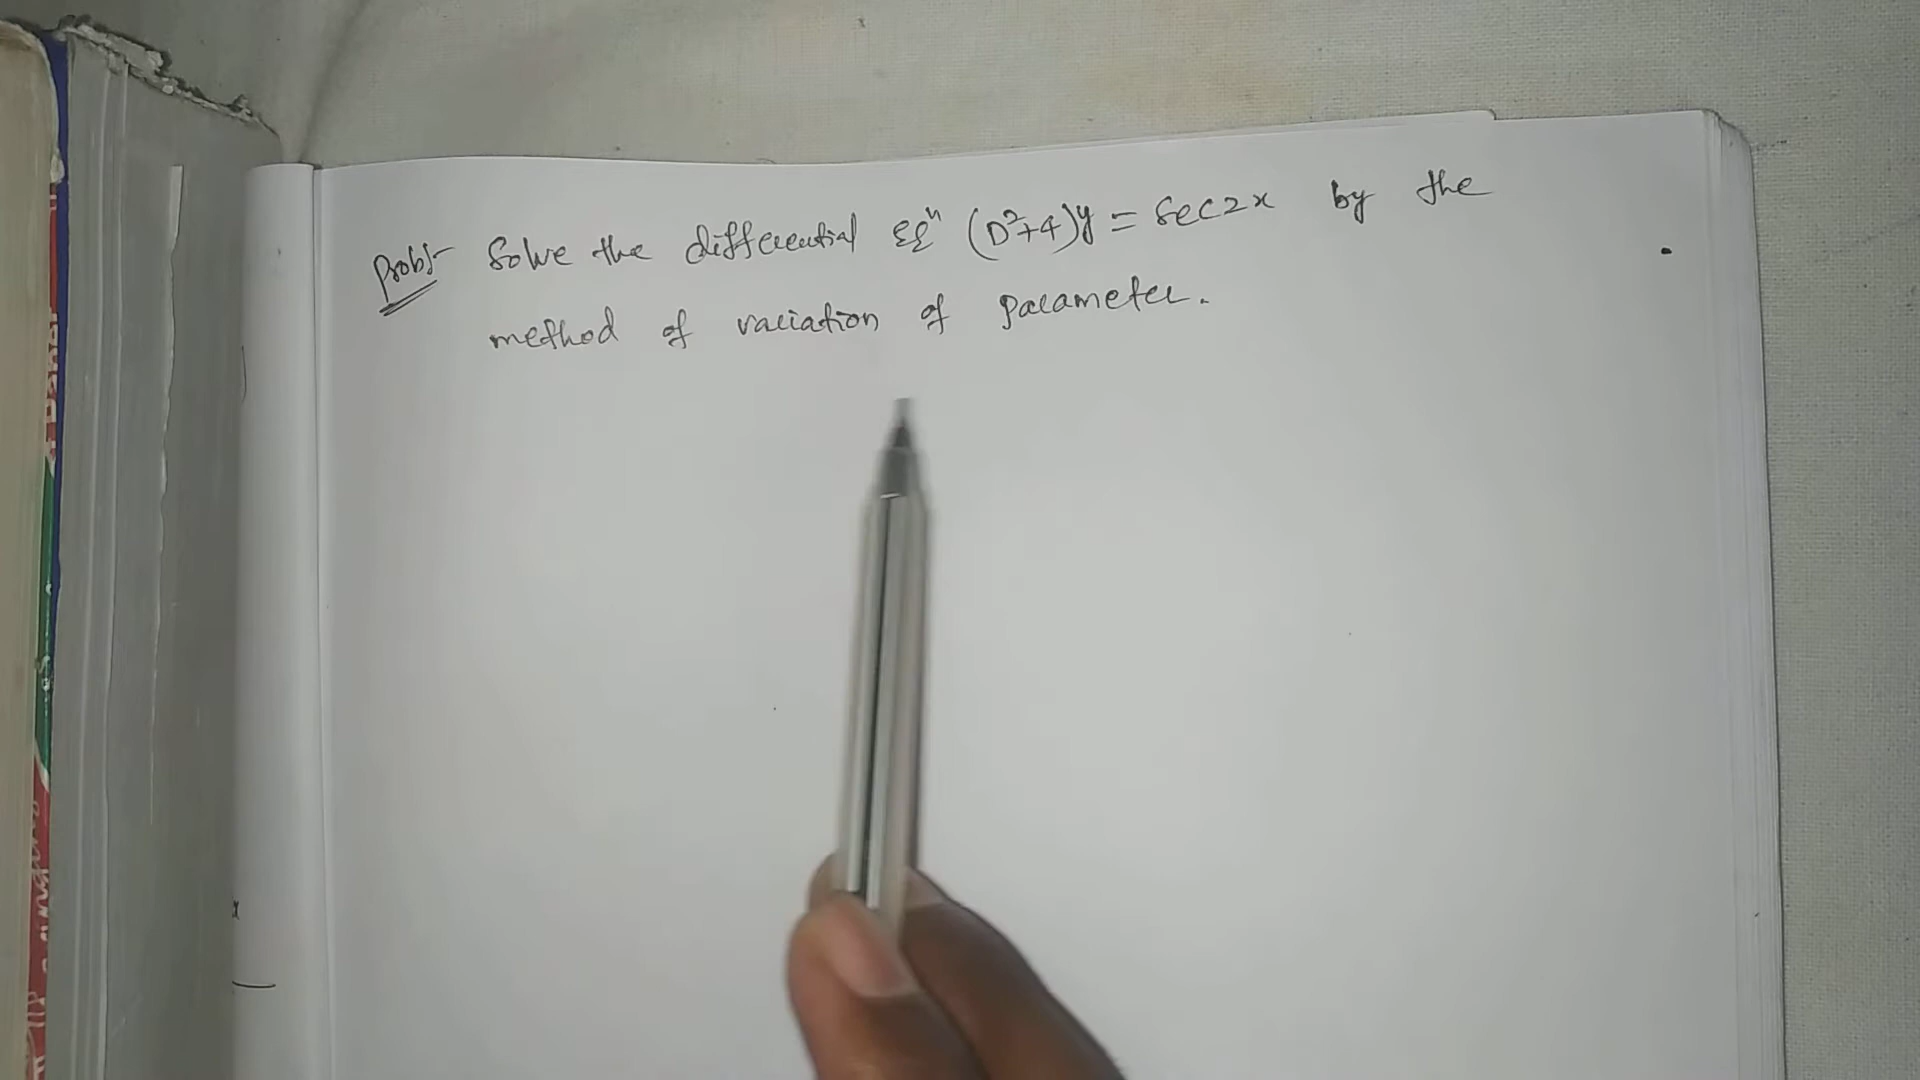 Prob:- Solve the differential Eqⁿ (D²+4)y = Sec2x by the
method of variation of parameter.
x